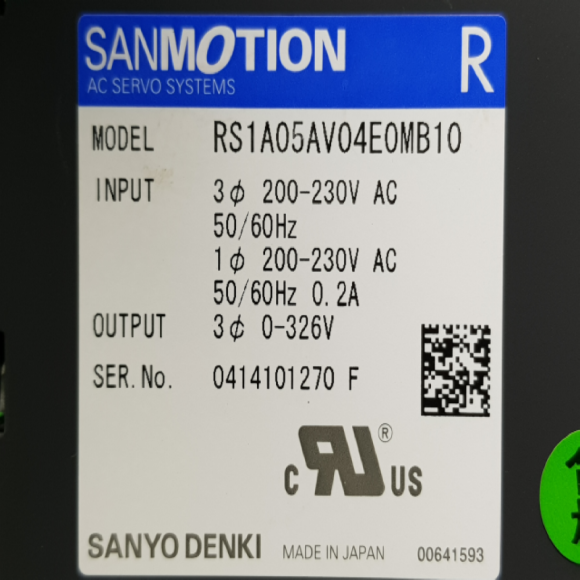 SANMOTION R
AC SERVO SYSTEMS
MODEL RS1A05AV04E0MB10
INPUT 3φ 200-230V AC
50/60Hz
1φ 200-230V AC
50/60Hz 0.2A
OUTPUT 3φ 0-326V
SER.No. 0414101270 F
c RU® US
SANYO DENKI MADE IN JAPAN 00641593